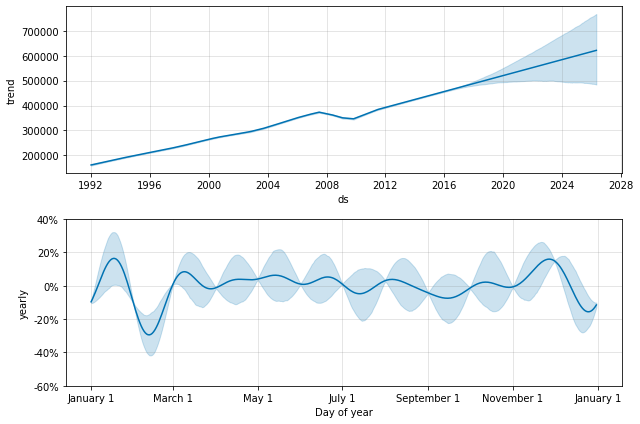 700000
600000
500000
400000
300000
200000
trend
1992 1996 2000 2004 2008 2012 2016 2020 2024 2028
ds
40%
20%
0%
-20%
-40%
-60%
yearly
January 1 March 1 May 1 July 1 September 1 November 1 January 1
Day of year